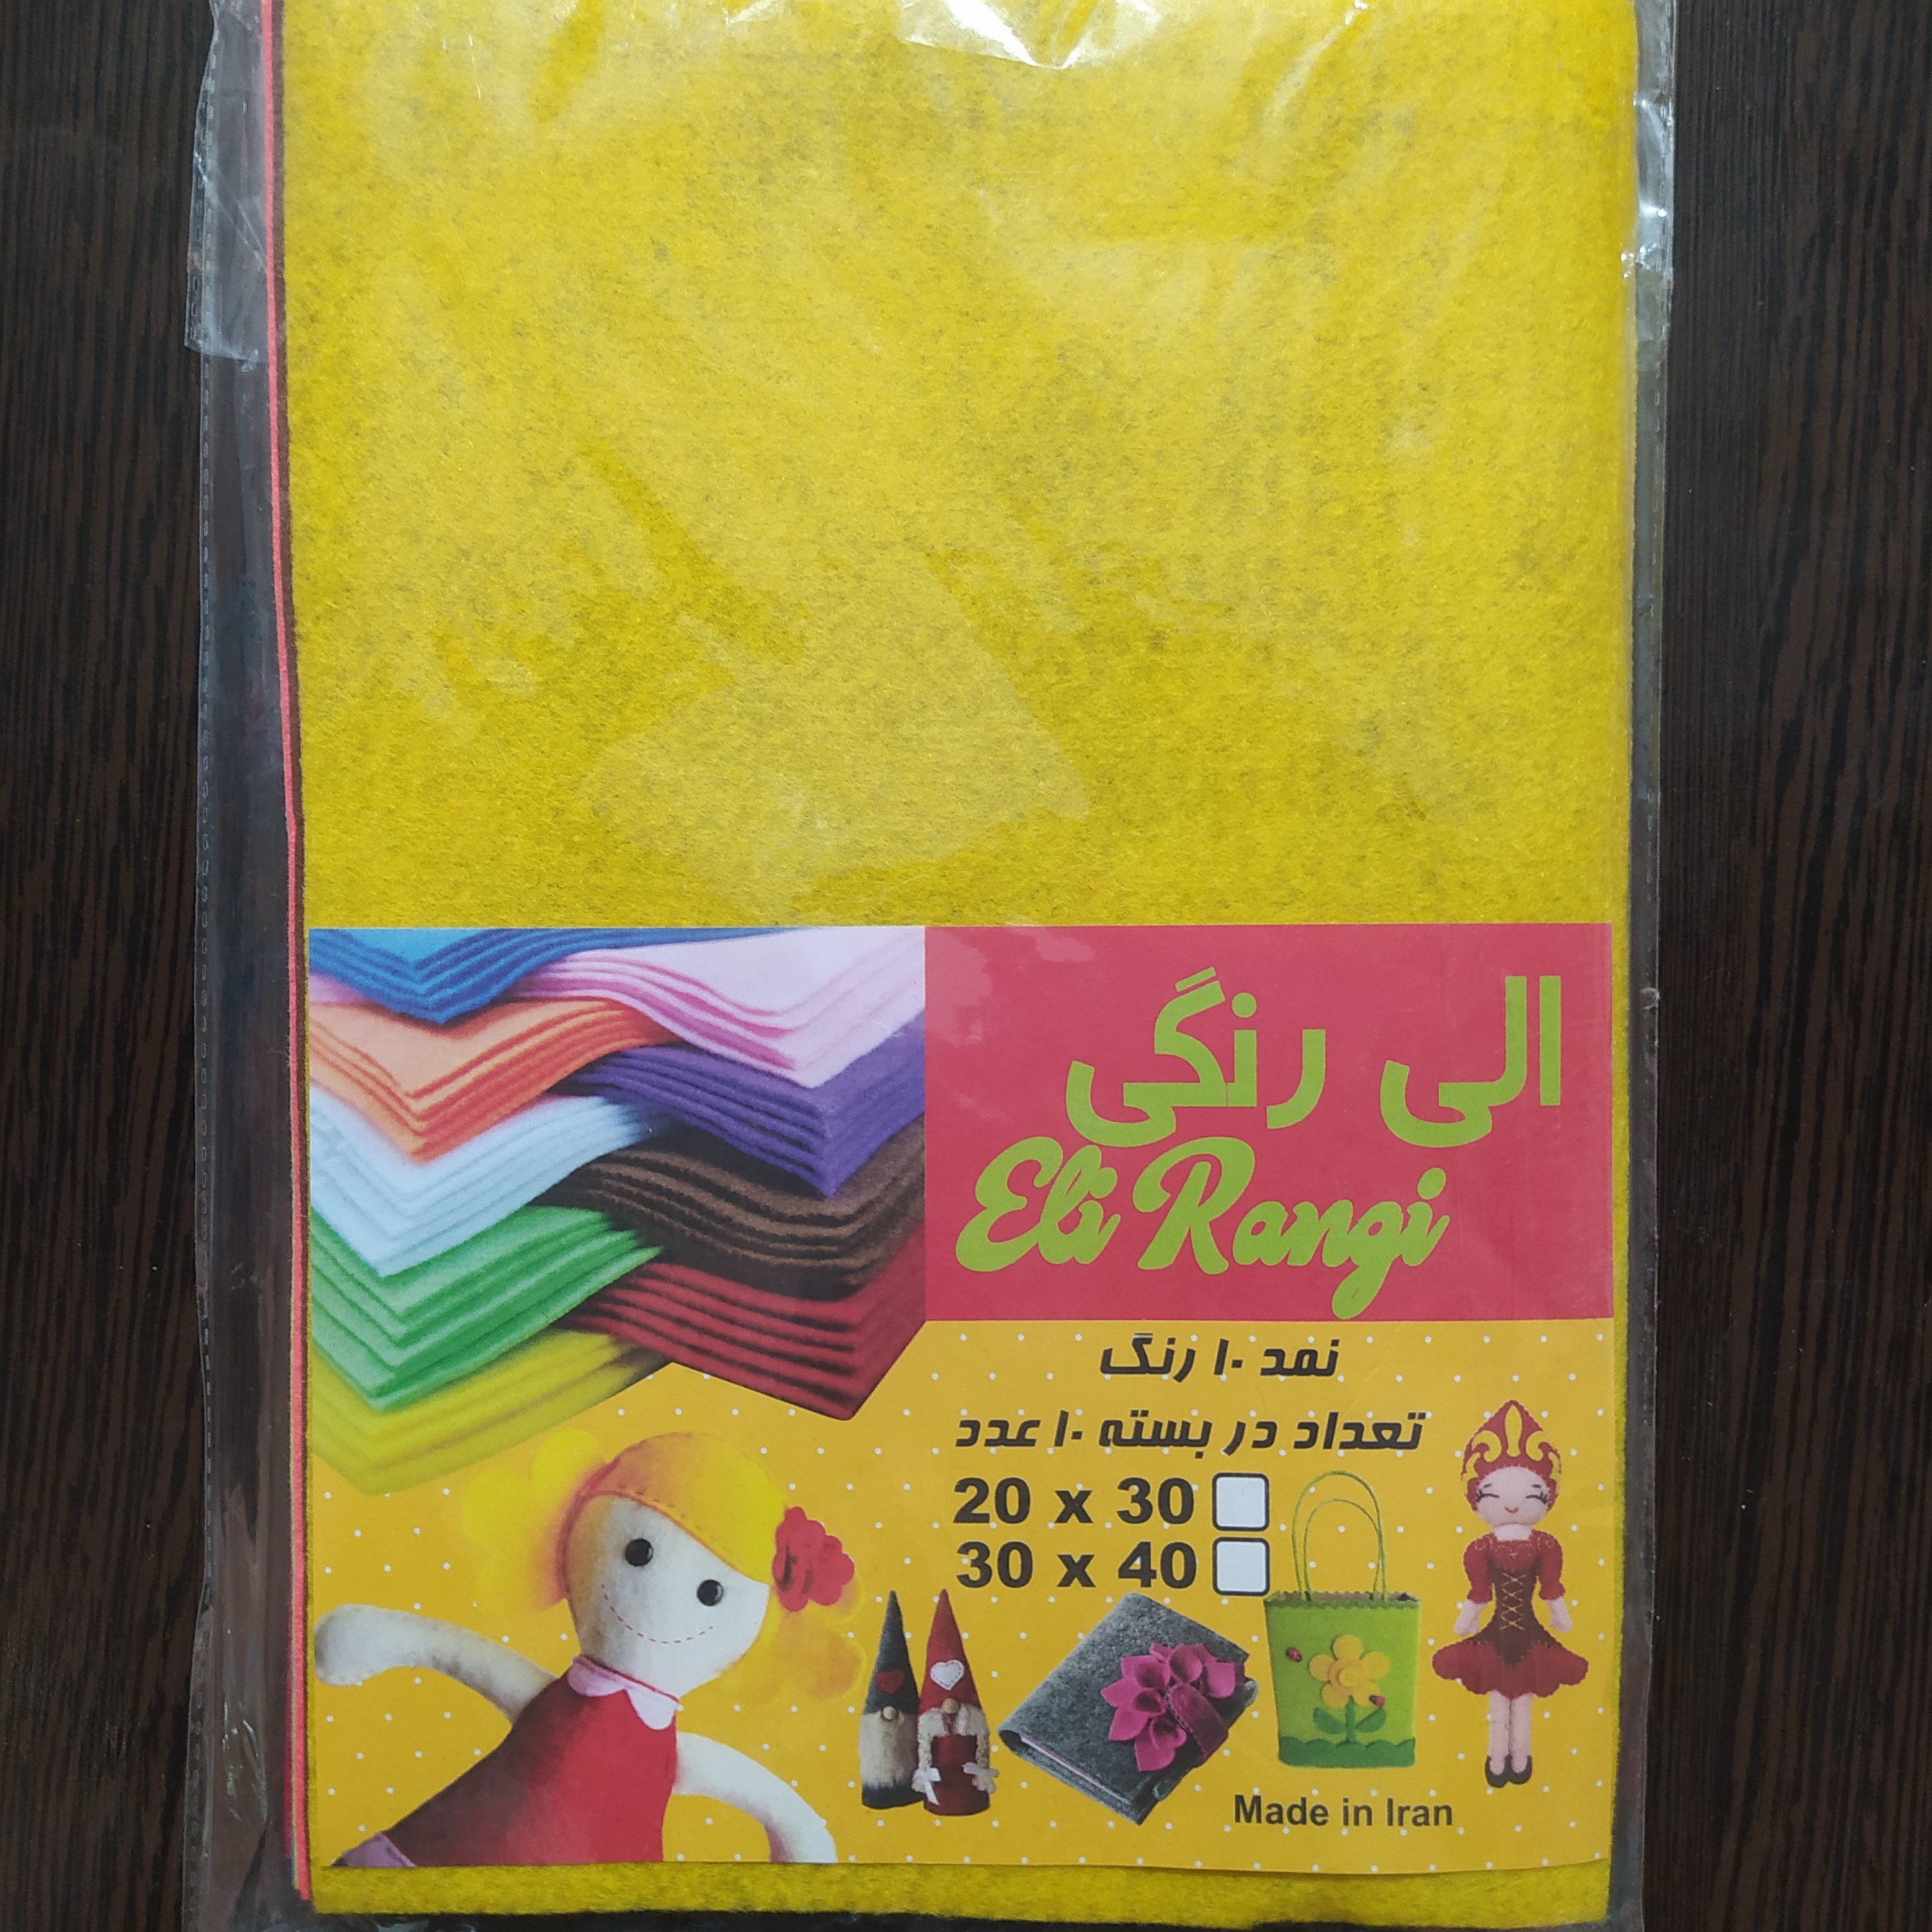 الی رنگی
Eli Rangi
نمد ۱۰ رنگ
تعداد در بسته ۱۰ عدد
20 x 30
30 x 40
Made in Iran